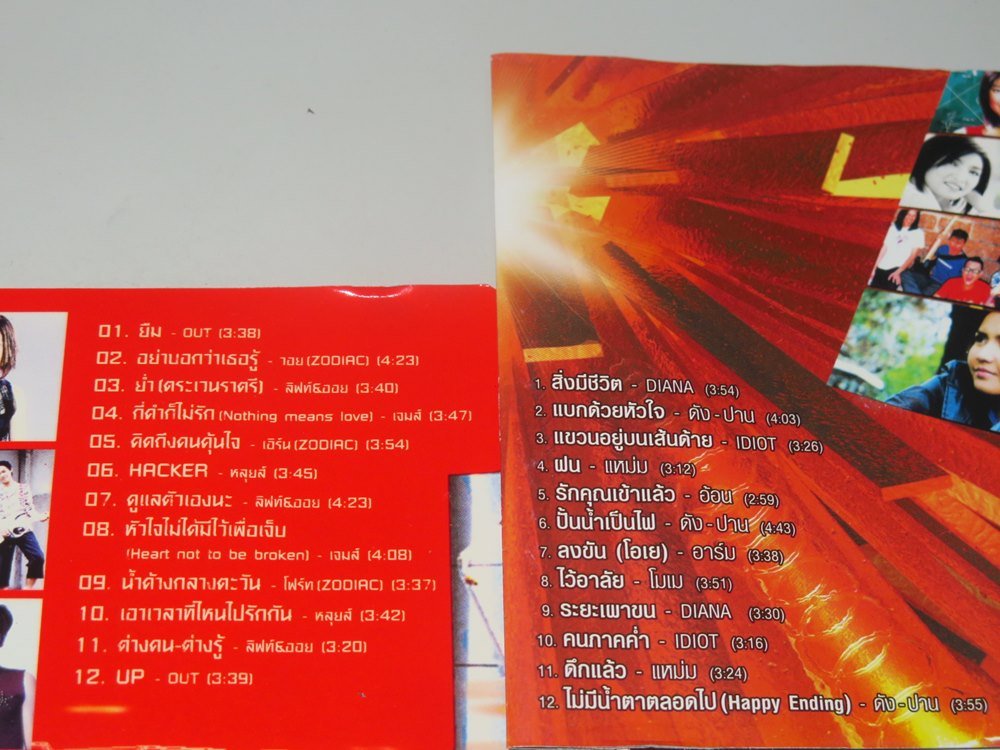 01. ยิ้ม - OUT (3:38)
02. อย่าบอกว่าเธอรู้ - วอย (ZODIAC) (4:23)
03. ย่ำ (ตระเวนราตรี) - ลิฟท์&ออย (3:40)
04. กี่คำก็ไม่รัก (Nothing means love) - เจมส์ (3:47)
05. คิดถึงคนคุ้นใจ - เอิร์น (ZODIAC) (3:54)
06. HACKER - หลุยส์ (3:45)
07. ดูแลตัวเองนะ - ลิฟท์&ออย (4:23)
08. หัวใจไม่ได้มีไว้เพื่อเจ็บ
(Heart not to be broken) - เจมส์ (4:08)
09. น้ำค้างกลางตะวัน - โฟร์ท (ZODIAC) (3:37)
10. เอาเวลาที่ไหนไปรักกัน - หลุยส์ (3:42)
11. ต่างคน-ต่างรู้ - ลิฟท์&ออย (3:20)
12. UP - OUT (3:39)
1. สิ่งมีชีวิต - DIANA (3:54)
2. แบกด้วยหัวใจ - ดัง-ปาน (4:03)
3. แขวนอยู่บนเส้นด้าย - IDIOT (3:26)
4. ฝน - แหม่ม (3:12)
5. รักคุณเข้าแล้ว - อ้อน (2:59)
6. ปั้นน้ำเป็นไฟ - ดัง-ปาน (4:43)
7. ลงขัน (โอเย) - อาร์ม (3:38)
8. ไว้อาลัย - โมเม (3:51)
9. ระยะเผาขน - DIANA (3:30)
10. คนภาคค่ำ - IDIOT (3:16)
11. ดึกแล้ว - แหม่ม (3:24)
12. ไม่มีน้ำตาตลอดไป (Happy Ending) - ดัง-ปาน (3:55)